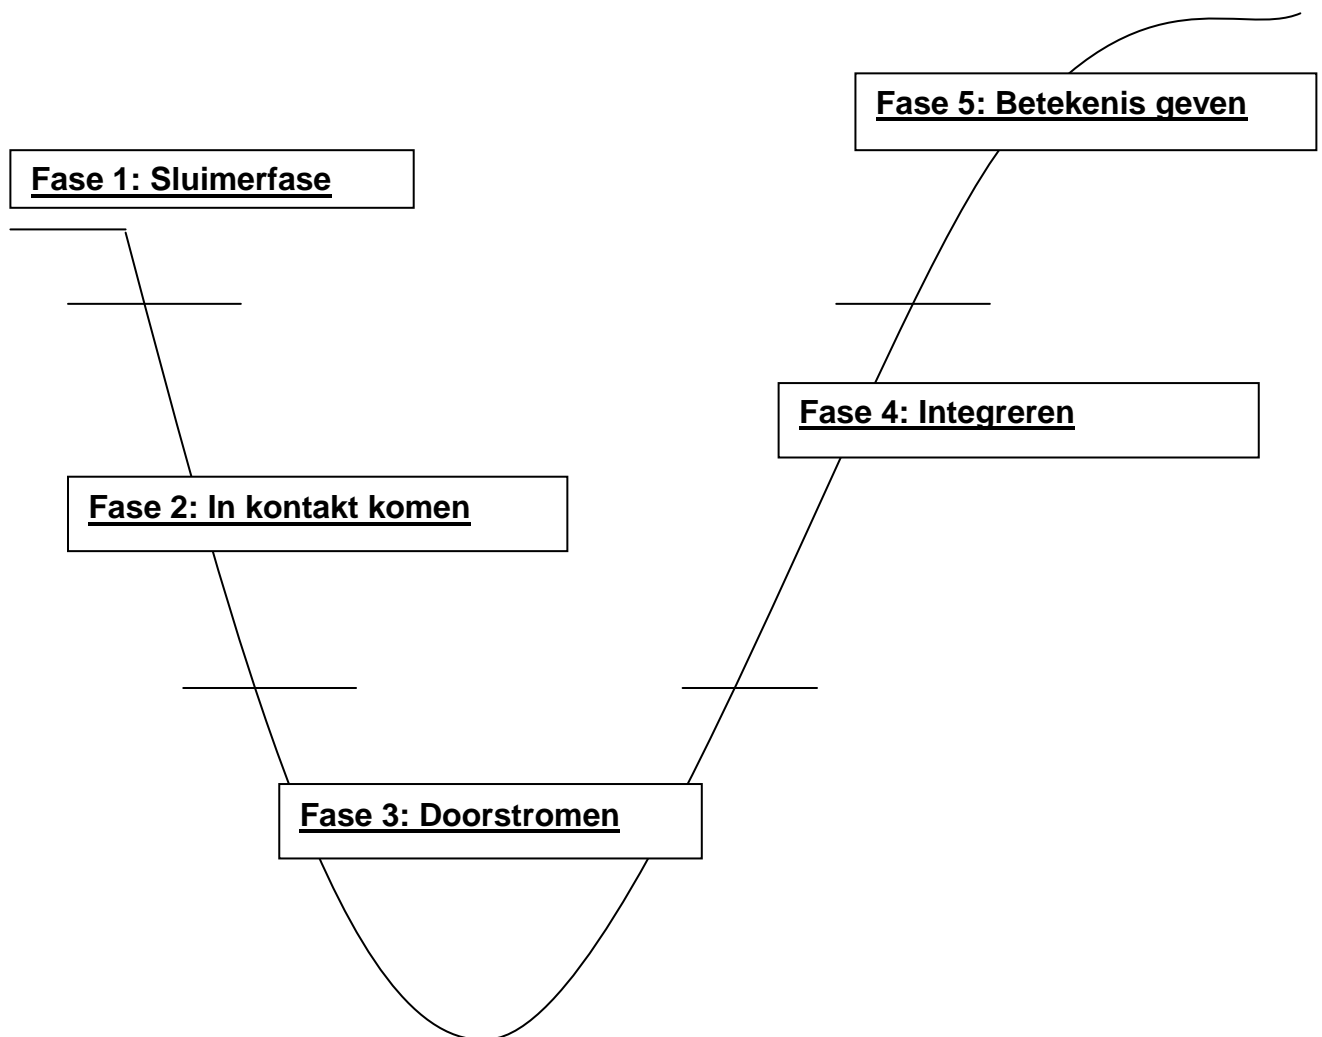 Fase 5: Betekenis geven
Fase 1: Sluimerfase
Fase 4: Integreren
Fase 2: In kontakt komen
Fase 3: Doorstromen